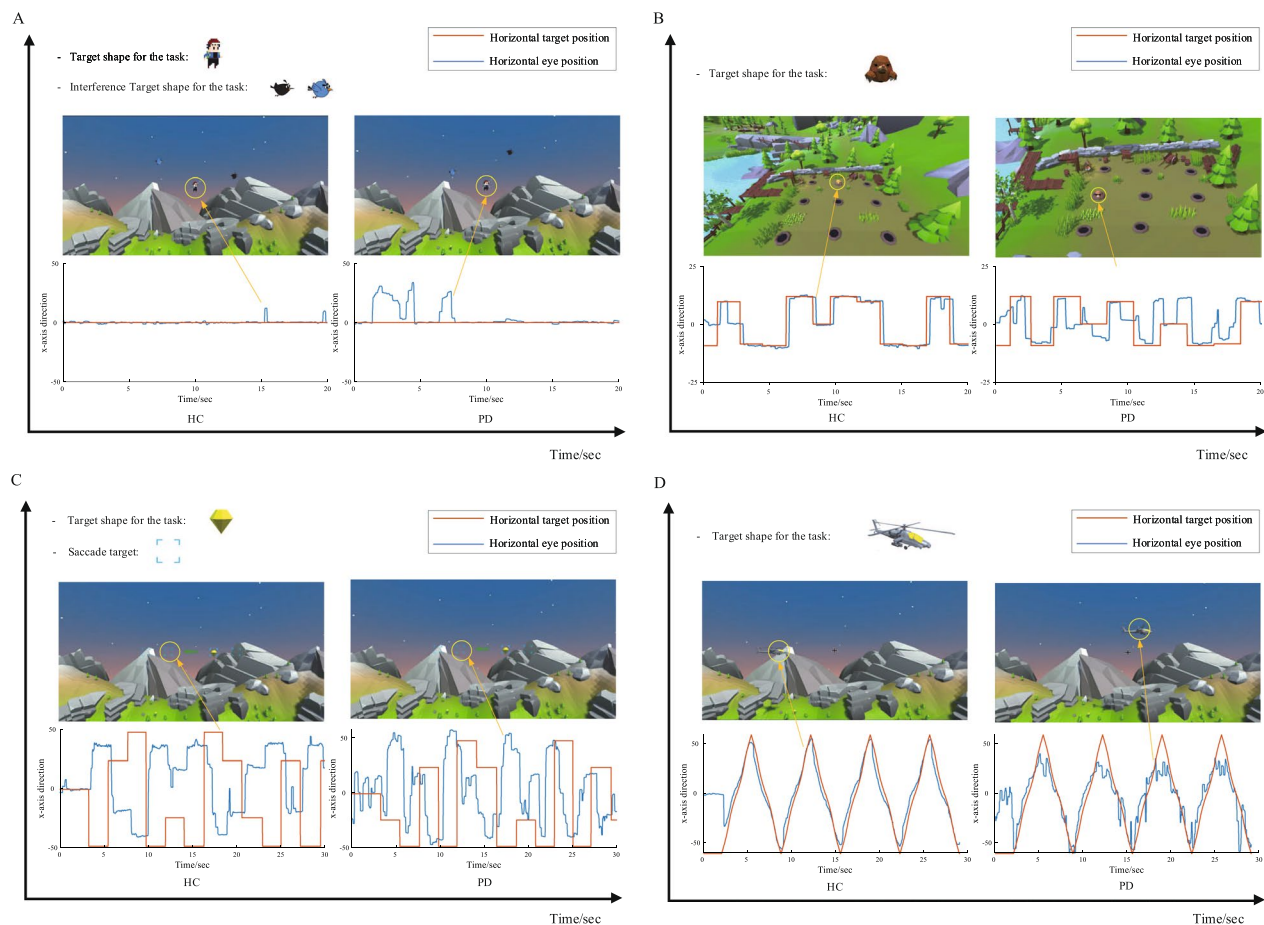 A
- Target shape for the task:
- Interference Target shape for the task:
Horizontal target position
Horizontal eye position
x-axis direction
50
0
-50
0 5 10 15 20
Time/sec
HC
x-axis direction
50
0
-50
0 5 10 15 20
Time/sec
PD
Time/sec
B
- Target shape for the task:
Horizontal target position
Horizontal eye position
x-axis direction
25
0
-25
0 5 10 15 20
Time/sec
HC
x-axis direction
25
0
-25
0 5 10 15 20
Time/sec
PD
Time/sec
C
- Target shape for the task:
- Saccade target:
Horizontal target position
Horizontal eye position
x-axis direction
50
0
-50
0 5 10 15 20 25 30
Time/sec
HC
x-axis direction
50
0
-50
0 5 10 15 20 25 30
Time/sec
PD
Time/sec
D
- Target shape for the task:
Horizontal target position
Horizontal eye position
x-axis direction
50
0
-50
0 5 10 15 20 25 30
Time/sec
HC
x-axis direction
50
0
-50
0 5 10 15 20 25 30
Time/sec
PD
Time/sec